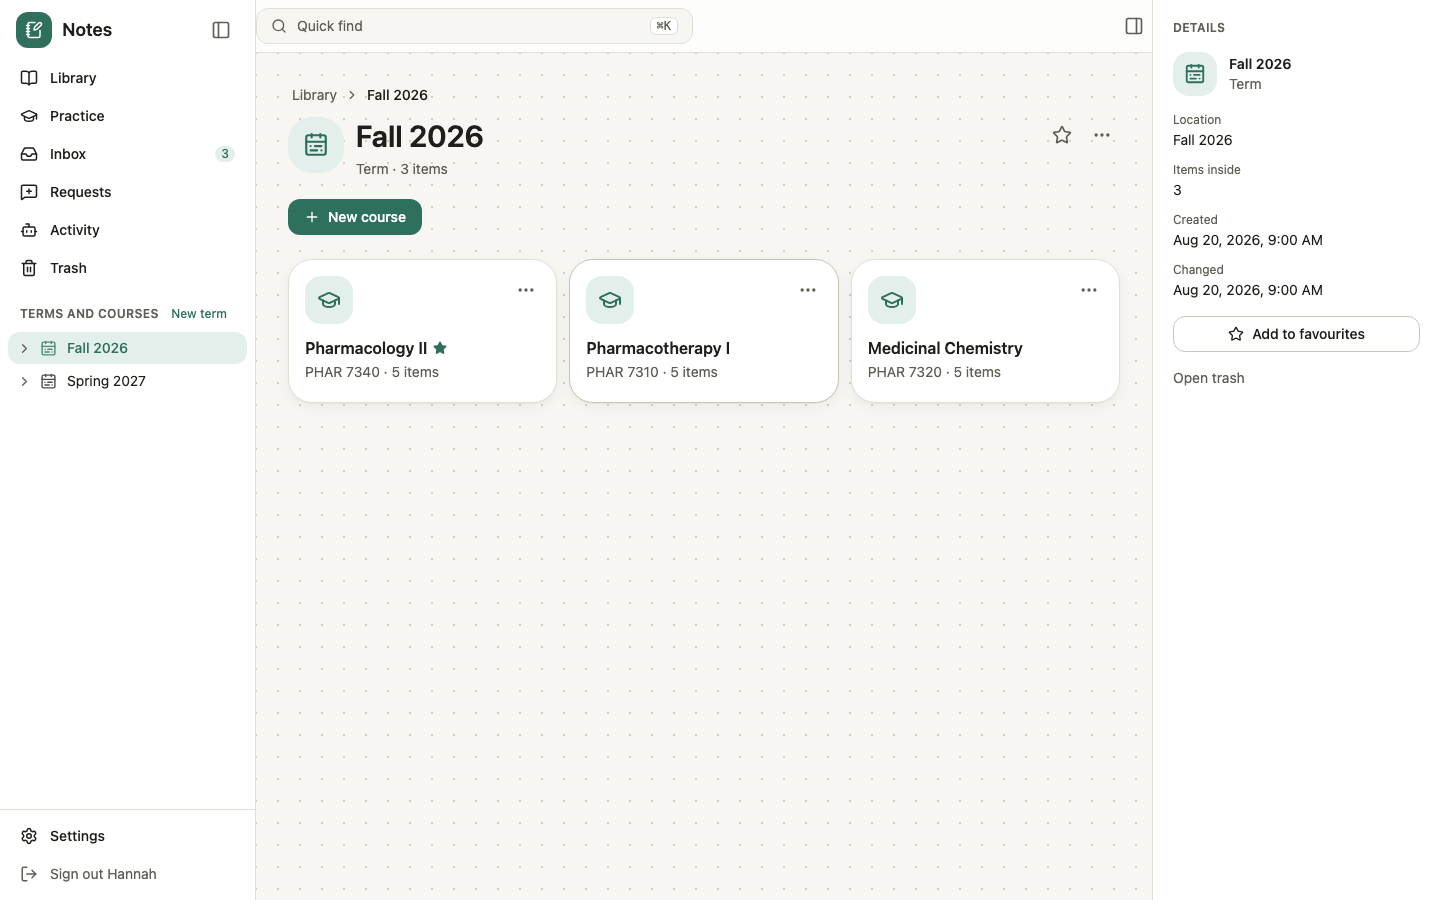 Notes
Library
Practice
Inbox 3
Requests
Activity
Trash
TERMS AND COURSES New term
Fall 2026
Spring 2027
Settings
Sign out Hannah
Quick find ⌘K
Library > Fall 2026
Fall 2026
Term · 3 items
+ New course
Pharmacology II
PHAR 7340 · 5 items
Pharmacotherapy I
PHAR 7310 · 5 items
Medicinal Chemistry
PHAR 7320 · 5 items
DETAILS
Fall 2026
Term
Location
Fall 2026
Items inside
3
Created
Aug 20, 2026, 9:00 AM
Changed
Aug 20, 2026, 9:00 AM
Add to favourites
Open trash